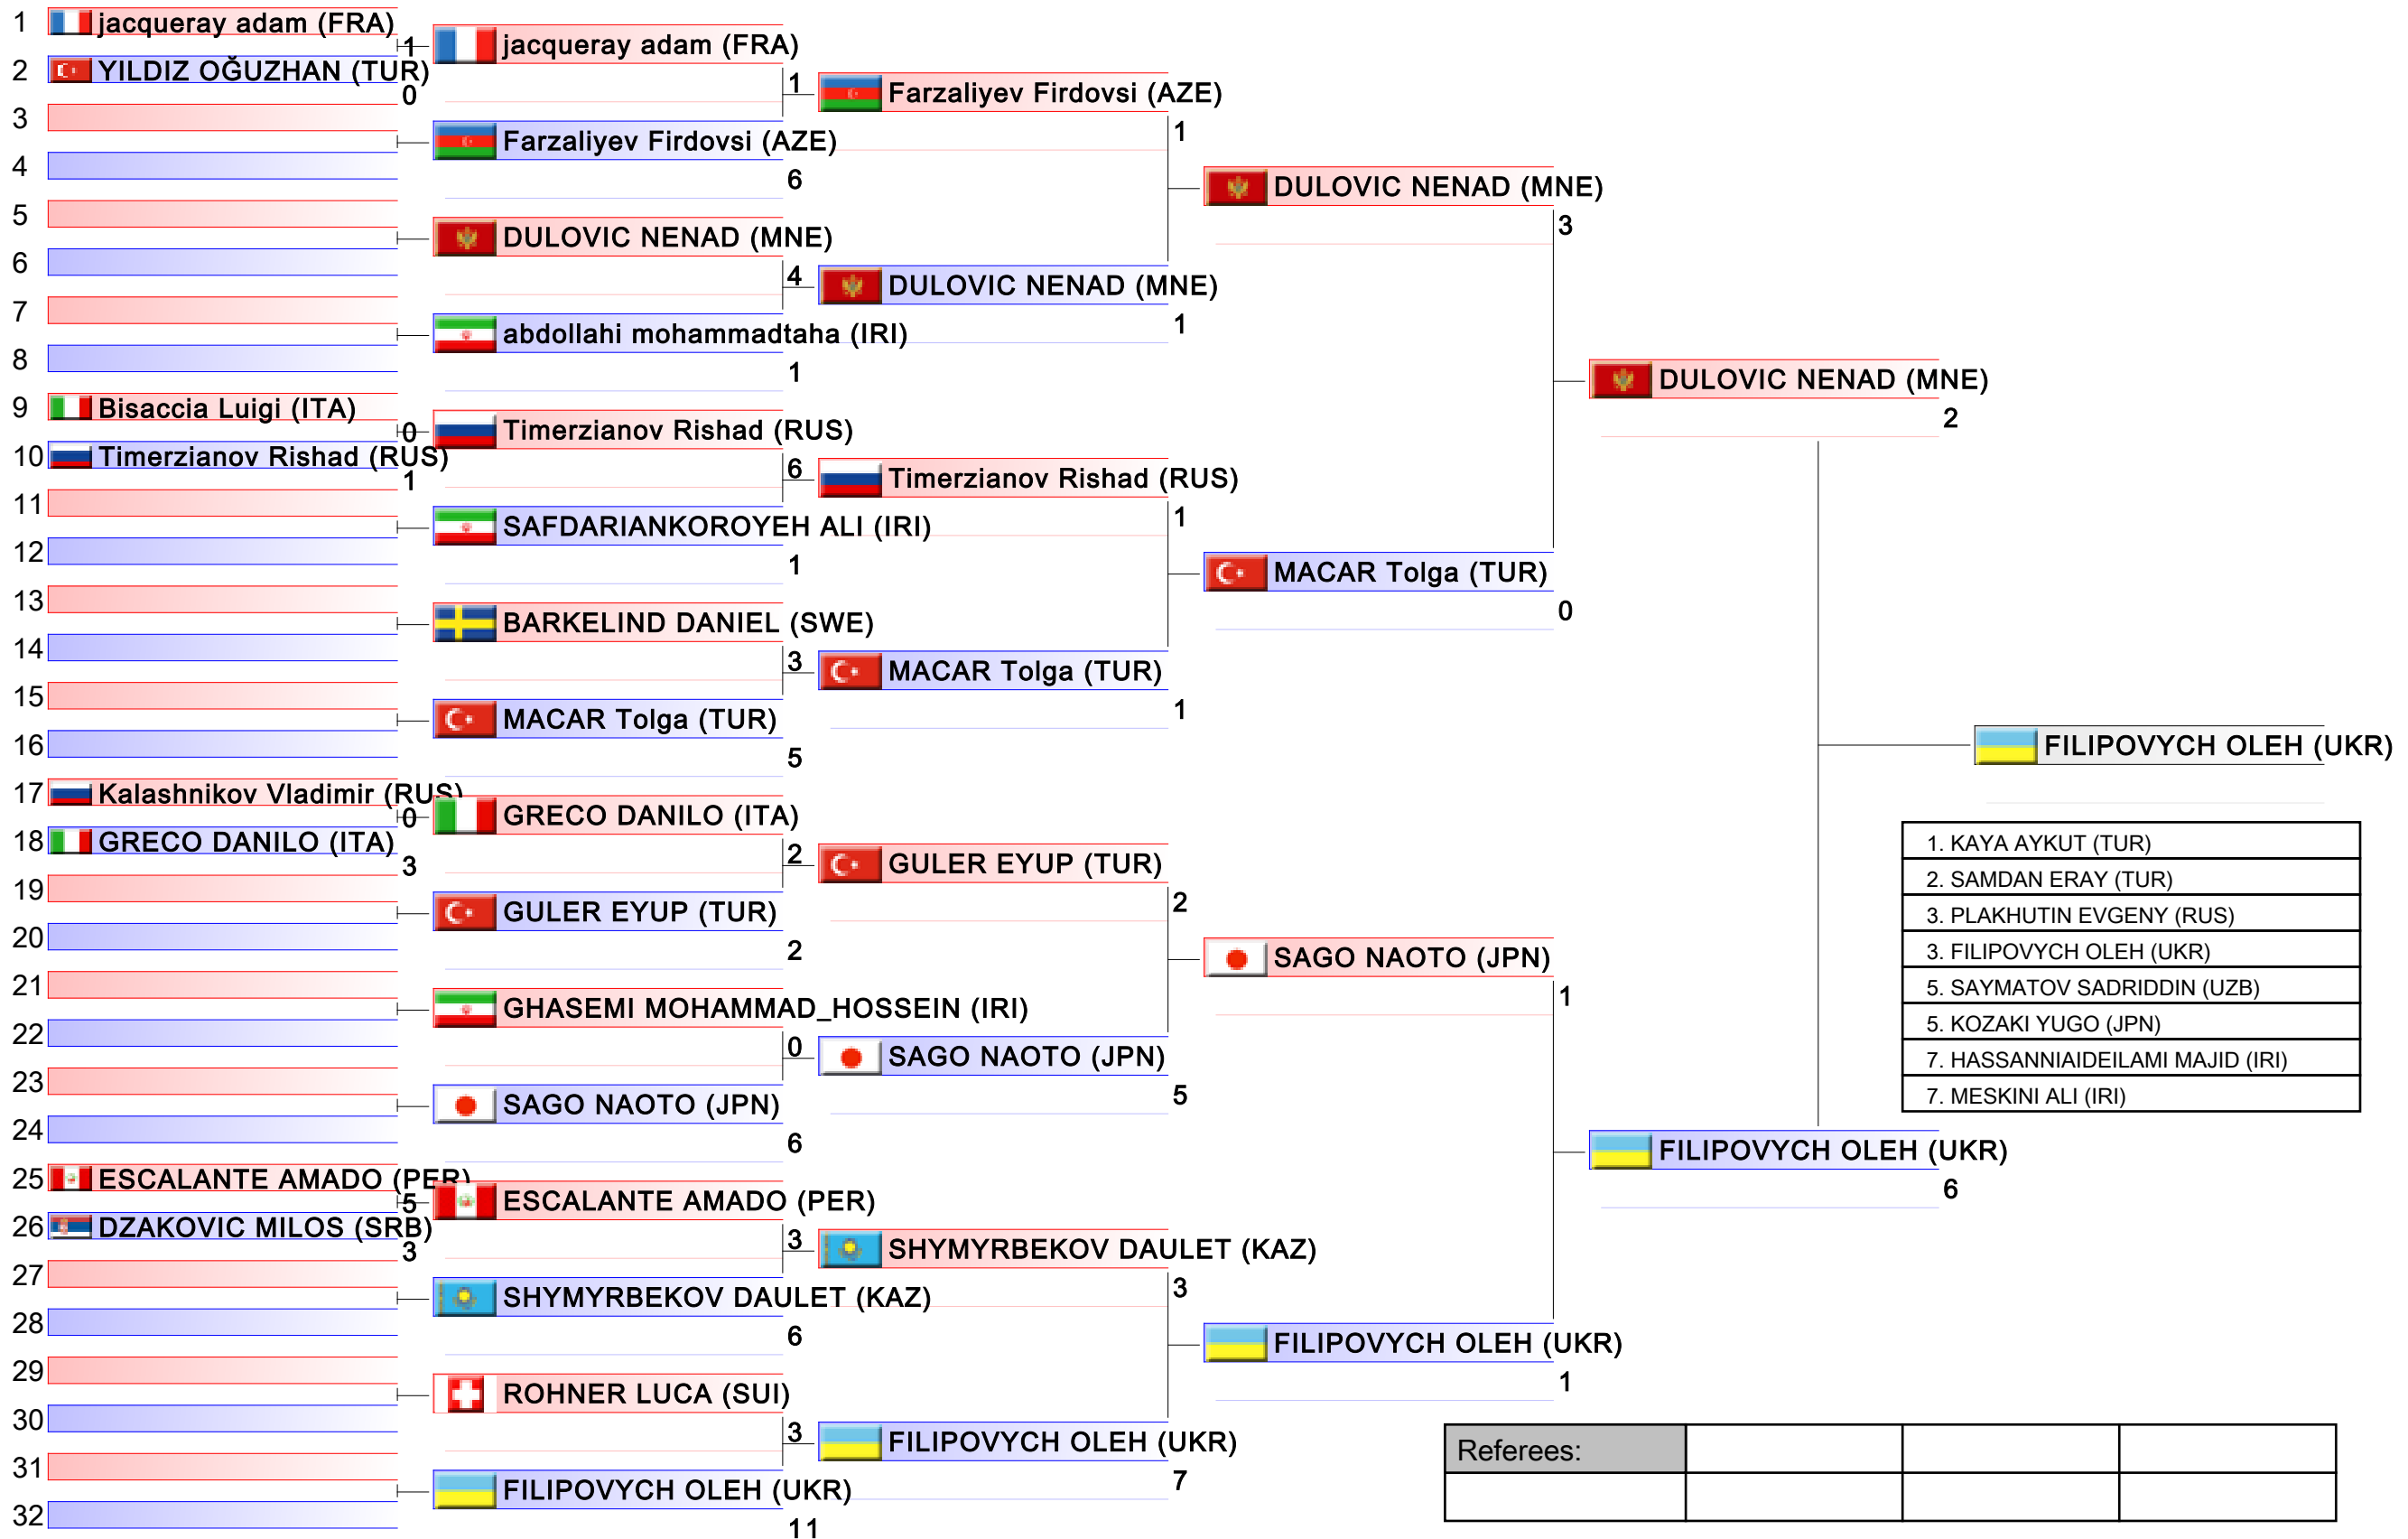 1 jacqueray adam (FRA)
1
2 YILDIZ OĞUZHAN (TUR)
0
3
4
5
6
7
8
9 Bisaccia Luigi (ITA)
0
10 Timerzianov Rishad (RUS)
1
11
12
13
14
15
16
17 Kalashnikov Vladimir (RUS)
0
18 GRECO DANILO (ITA)
3
19
20
21
22
23
24
25 ESCALANTE AMADO (PER)
5
26 DZAKOVIC MILOS (SRB)
3
27
28
29
30
31
32
jacqueray adam (FRA)
1
Farzaliyev Firdovsi (AZE)
6
DULOVIC NENAD (MNE)
4
abdollahi mohammadtaha (IRI)
1
Timerzianov Rishad (RUS)
6
SAFDARIANKOROYEH ALI (IRI)
1
BARKELIND DANIEL (SWE)
3
MACAR Tolga (TUR)
5
GRECO DANILO (ITA)
2
GULER EYUP (TUR)
2
GHASEMI MOHAMMAD_HOSSEIN (IRI)
0
SAGO NAOTO (JPN)
6
ESCALANTE AMADO (PER)
3
SHYMYRBEKOV DAULET (KAZ)
6
ROHNER LUCA (SUI)
3
FILIPOVYCH OLEH (UKR)
11
Farzaliyev Firdovsi (AZE)
1
DULOVIC NENAD (MNE)
1
Timerzianov Rishad (RUS)
1
MACAR Tolga (TUR)
1
GULER EYUP (TUR)
2
SAGO NAOTO (JPN)
5
SHYMYRBEKOV DAULET (KAZ)
3
FILIPOVYCH OLEH (UKR)
7
DULOVIC NENAD (MNE)
3
MACAR Tolga (TUR)
0
SAGO NAOTO (JPN)
1
FILIPOVYCH OLEH (UKR)
1
DULOVIC NENAD (MNE)
2
FILIPOVYCH OLEH (UKR)
6
FILIPOVYCH OLEH (UKR)
1. KAYA AYKUT (TUR)
2. SAMDAN ERAY (TUR)
3. PLAKHUTIN EVGENY (RUS)
3. FILIPOVYCH OLEH (UKR)
5. SAYMATOV SADRIDDIN (UZB)
5. KOZAKI YUGO (JPN)
7. HASSANNIAIDEILAMI MAJID (IRI)
7. MESKINI ALI (IRI)
Referees: